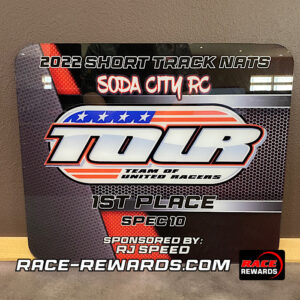 2022 SHORT TRACK NATS
SODA CITY RC
TOUR
TEAM OF
UNITED RACERS
1ST PLACE
SPEC 10
SPONSORED BY:
RJ SPEED
RACE-REWARDS.COM
RACE
REWARDS